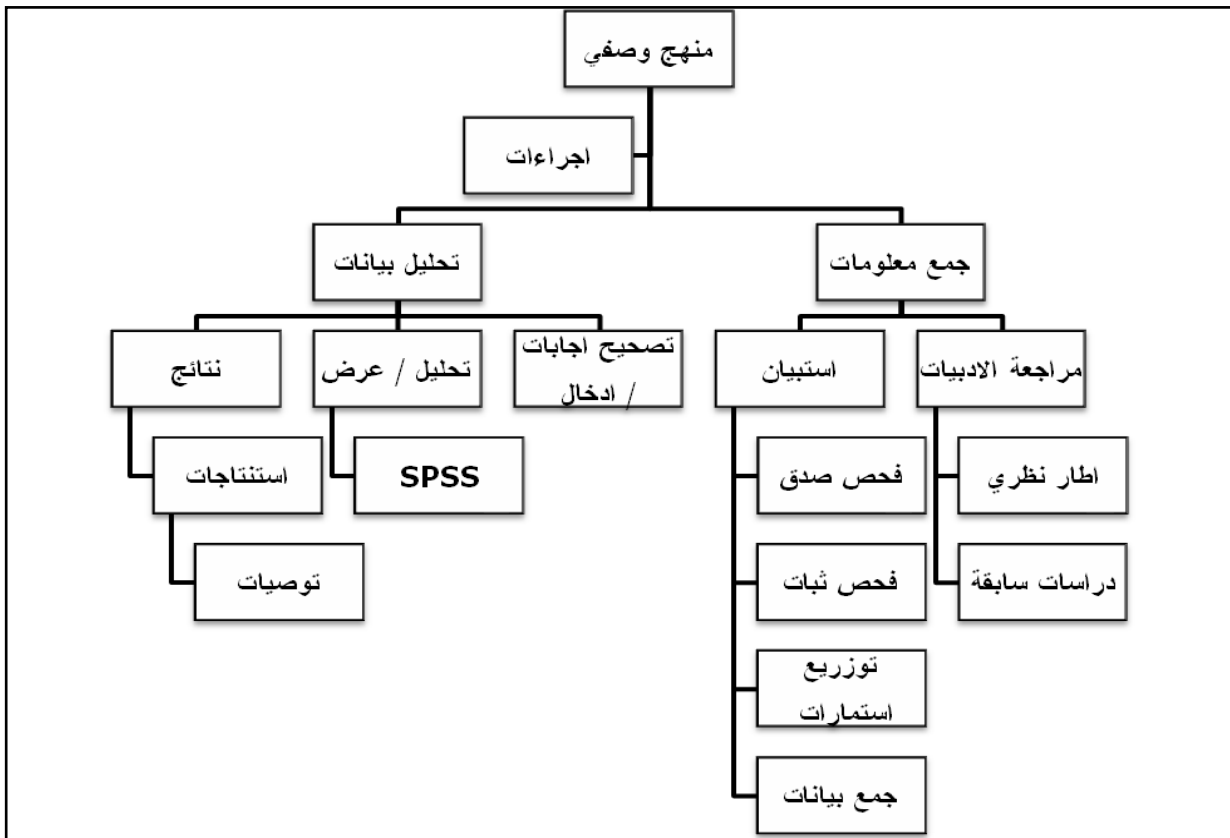 منهج وصفي
اجراءات
جمع معلومات
تحليل بيانات
مراجعة الادبيات
استبيان
تصحيح اجابات
/ ادخال
تحليل / عرض
نتائج
اطار نظري
فحص صدق
SPSS
استنتاجات
دراسات سابقة
فحص ثبات
توصيات
توزريع
استمارات
جمع بيانات